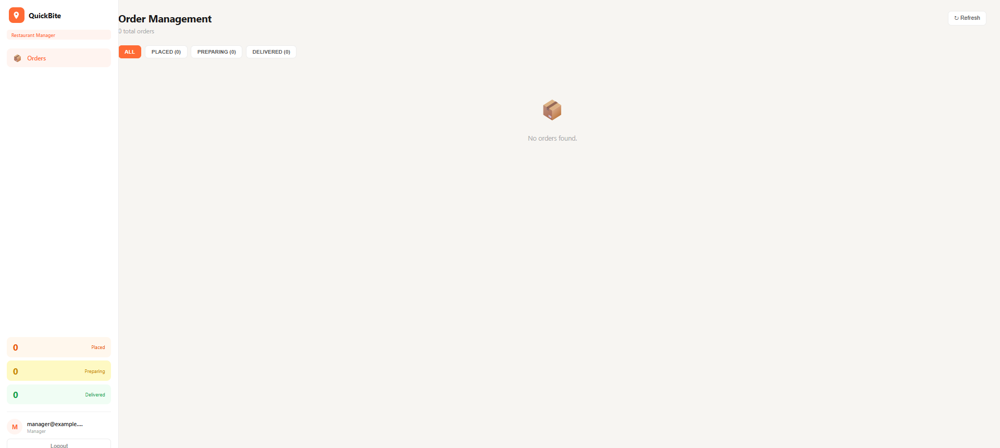 QuickBite
Restaurant Manager
Orders
0 Placed
0 Preparing
0 Delivered
M
manager@example....
Manager
Logout
Order Management
0 total orders
↻ Refresh
ALL
PLACED (0)
PREPARING (0)
DELIVERED (0)
No orders found.